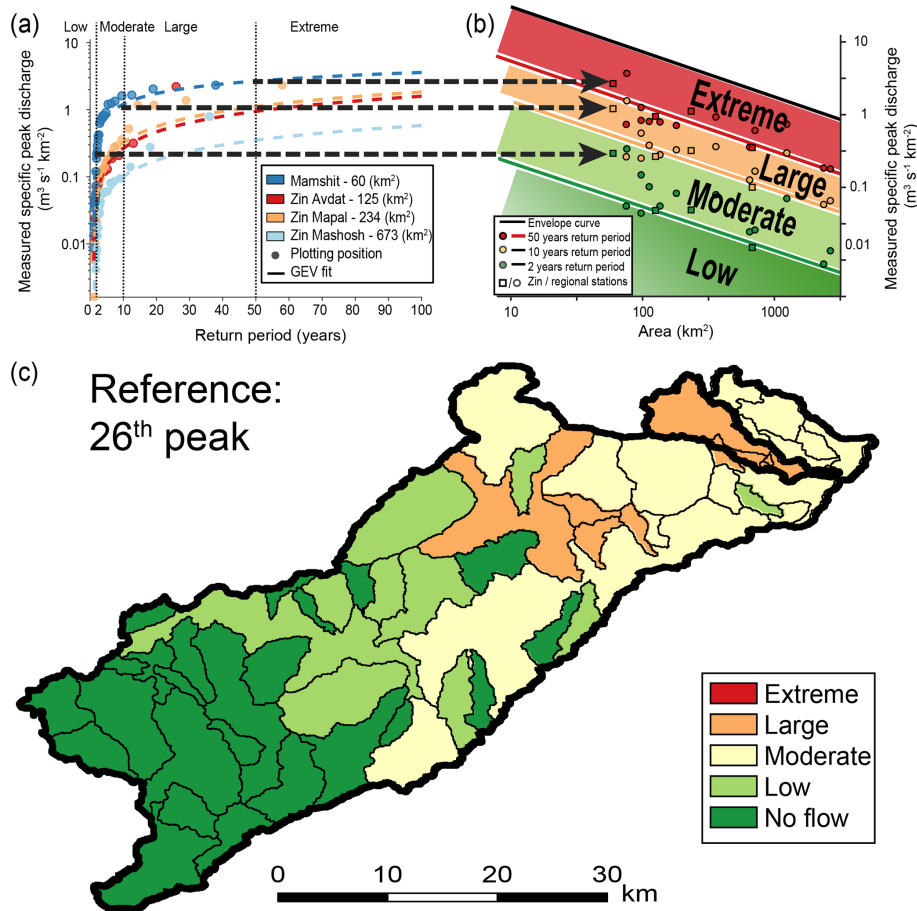 (a)
Low
Moderate
Large
Extreme
Measured specific peak discharge
(m³ s⁻¹ km⁻²)
10
1
0.1
0.01
0 2 10 20 30 40 50 60 70 80 90 100
Return period (years)
Mamshit - 60 (km²)
Zin Avdat - 125 (km²)
Zin Mapal - 234 (km²)
Zin Mashosh - 673 (km²)
Plotting position
GEV fit
(b)
Extreme
Large
Moderate
Low
Envelope curve
50 years return period
10 years return period
2 years return period
Zin / regional stations
10 100 1000
Area (km²)
10
1
0.1
0.01
Measured specific peak discharge
(m³ s⁻¹ km⁻²)
(c)
Reference:
26th peak
Extreme
Large
Moderate
Low
No flow
0 10 20 30
km